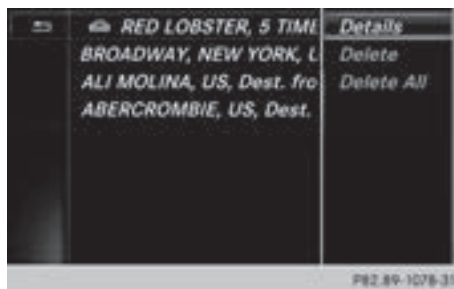 RED LOBSTER, 5 TIME
BROADWAY, NEW YORK, U
ALI MOLINA, US, Dest. fro
ABERCROMBIE, US, Dest.
Details
Delete
Delete All
P82.89-1078-31